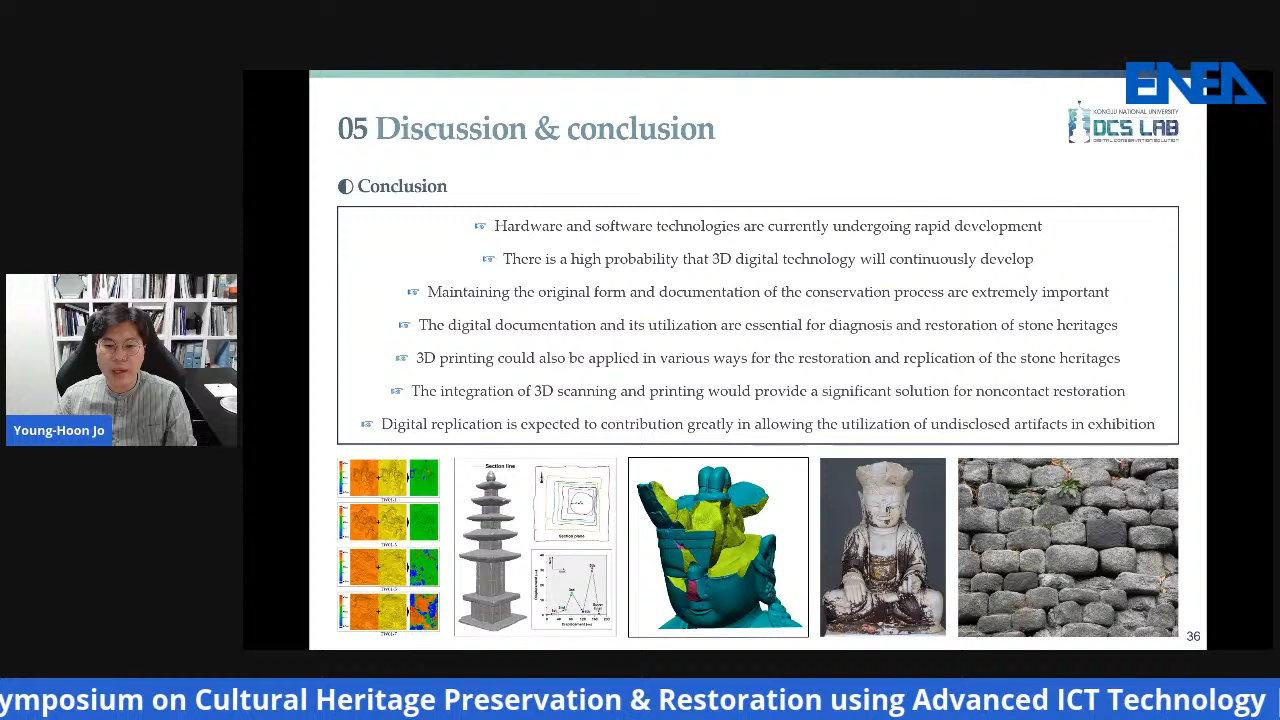 ENEA
05 Discussion & conclusion
KONGJU NATIONAL UNIVERSITY
DCS LAB
DIGITAL CONSERVATION SOLUTION
Conclusion
Hardware and software technologies are currently undergoing rapid development
There is a high probability that 3D digital technology will continuously develop
Maintaining the original form and documentation of the conservation process are extremely important
The digital documentation and its utilization are essential for diagnosis and restoration of stone heritages
3D printing could also be applied in various ways for the restoration and replication of the stone heritages
The integration of 3D scanning and printing would provide a significant solution for noncontact restoration
Digital replication is expected to contribution greatly in allowing the utilization of undisclosed artifacts in exhibition
Young-Hoon Jo
Section line
Section plane
36
ymposium on Cultural Heritage Preservation & Restoration using Advanced ICT Technology